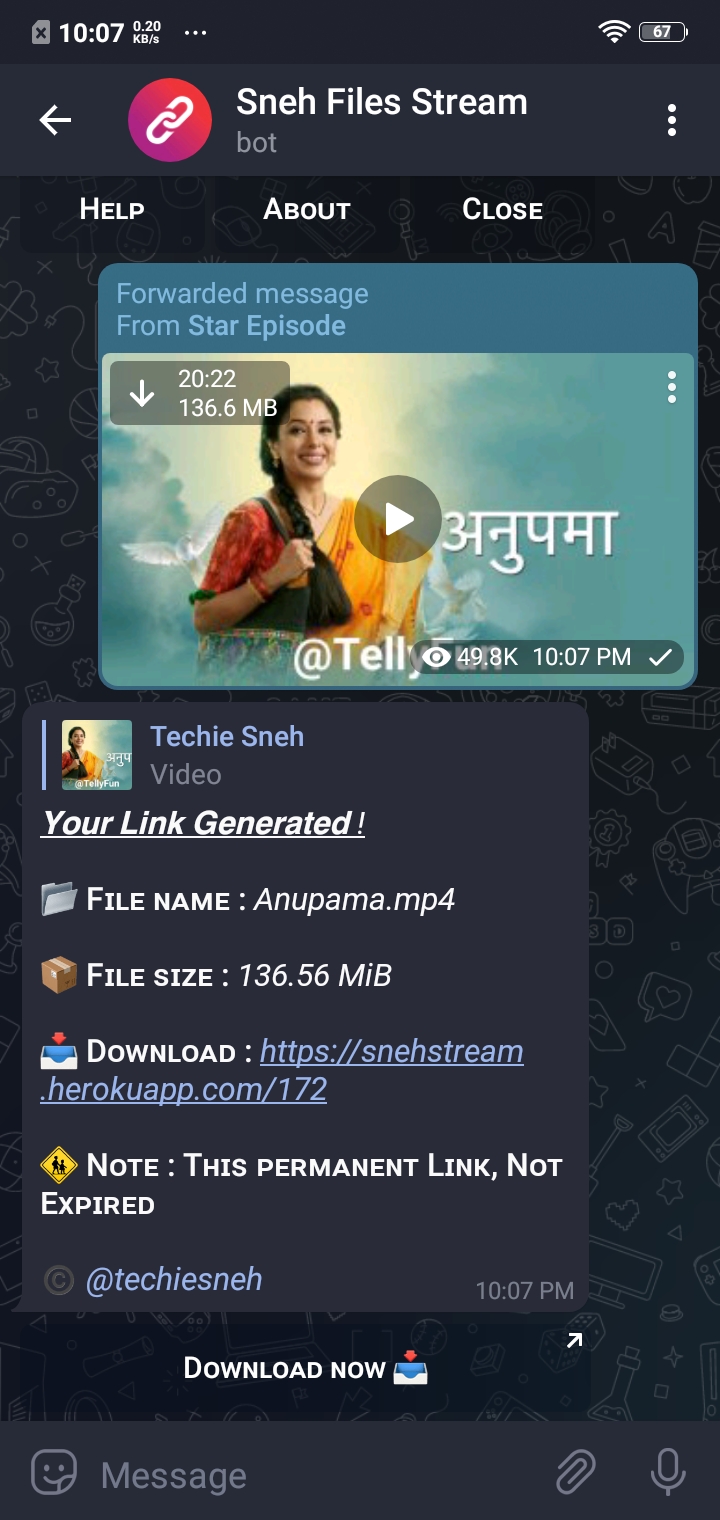 10:07 0.20 KB/s ...
67
Sneh Files Stream
bot
Help About Close
Forwarded message
From Star Episode
20:22
136.6 MB
अनुपमा
@TellyFun
49.8K 10:07 PM
Techie Sneh
Video
अनुप
@TellyFun
Your Link Generated !
File name : Anupama.mp4
File size : 136.56 MiB
Download : https://snehstream
.herokuapp.com/172
Note : This permanent Link, Not
Expired
© @techiesneh
10:07 PM
Download now
Message